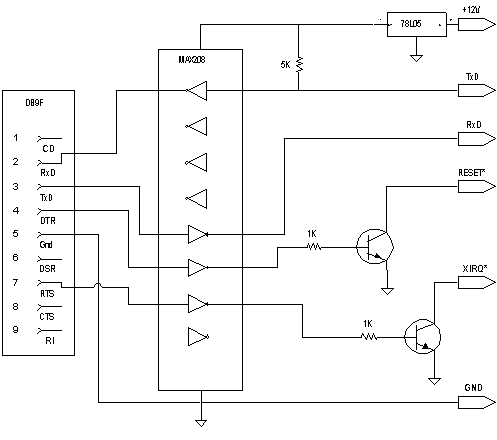 +12V
78L05
MAX208
5K
TxD
DB9F
RxD
1
CD
2
RxD
RESET*
3
TxD
4
DTR
5
Gnd
1K
6
DSR
XIRQ*
7
RTS
8
CTS
1K
9
RI
GND